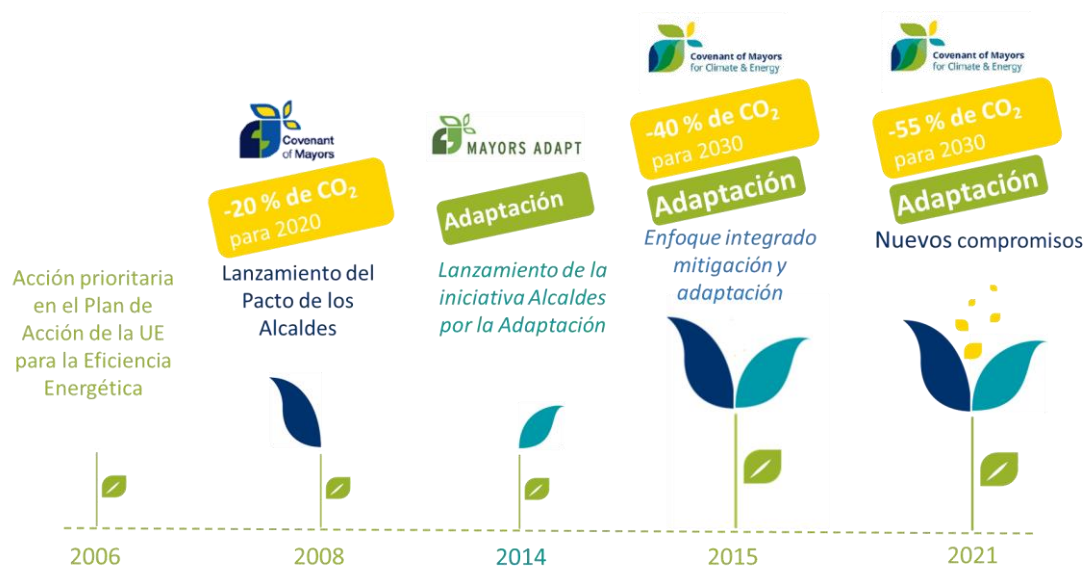 Acción prioritaria
en el Plan de
Acción de la UE
para la Eficiencia
Energética
2006
Covenant
of Mayors
-20 % de CO₂
para 2020
Lanzamiento del
Pacto de los
Alcaldes
2008
MAYORS ADAPT
Adaptación
Lanzamiento de la
iniciativa Alcaldes
por la Adaptación
2014
Covenant of Mayors
for Climate & Energy
-40 % de CO₂
para 2030
Adaptación
Enfoque integrado
mitigación y
adaptación
2015
Covenant of Mayors
for Climate & Energy
-55 % de CO₂
para 2030
Adaptación
Nuevos compromisos
2021